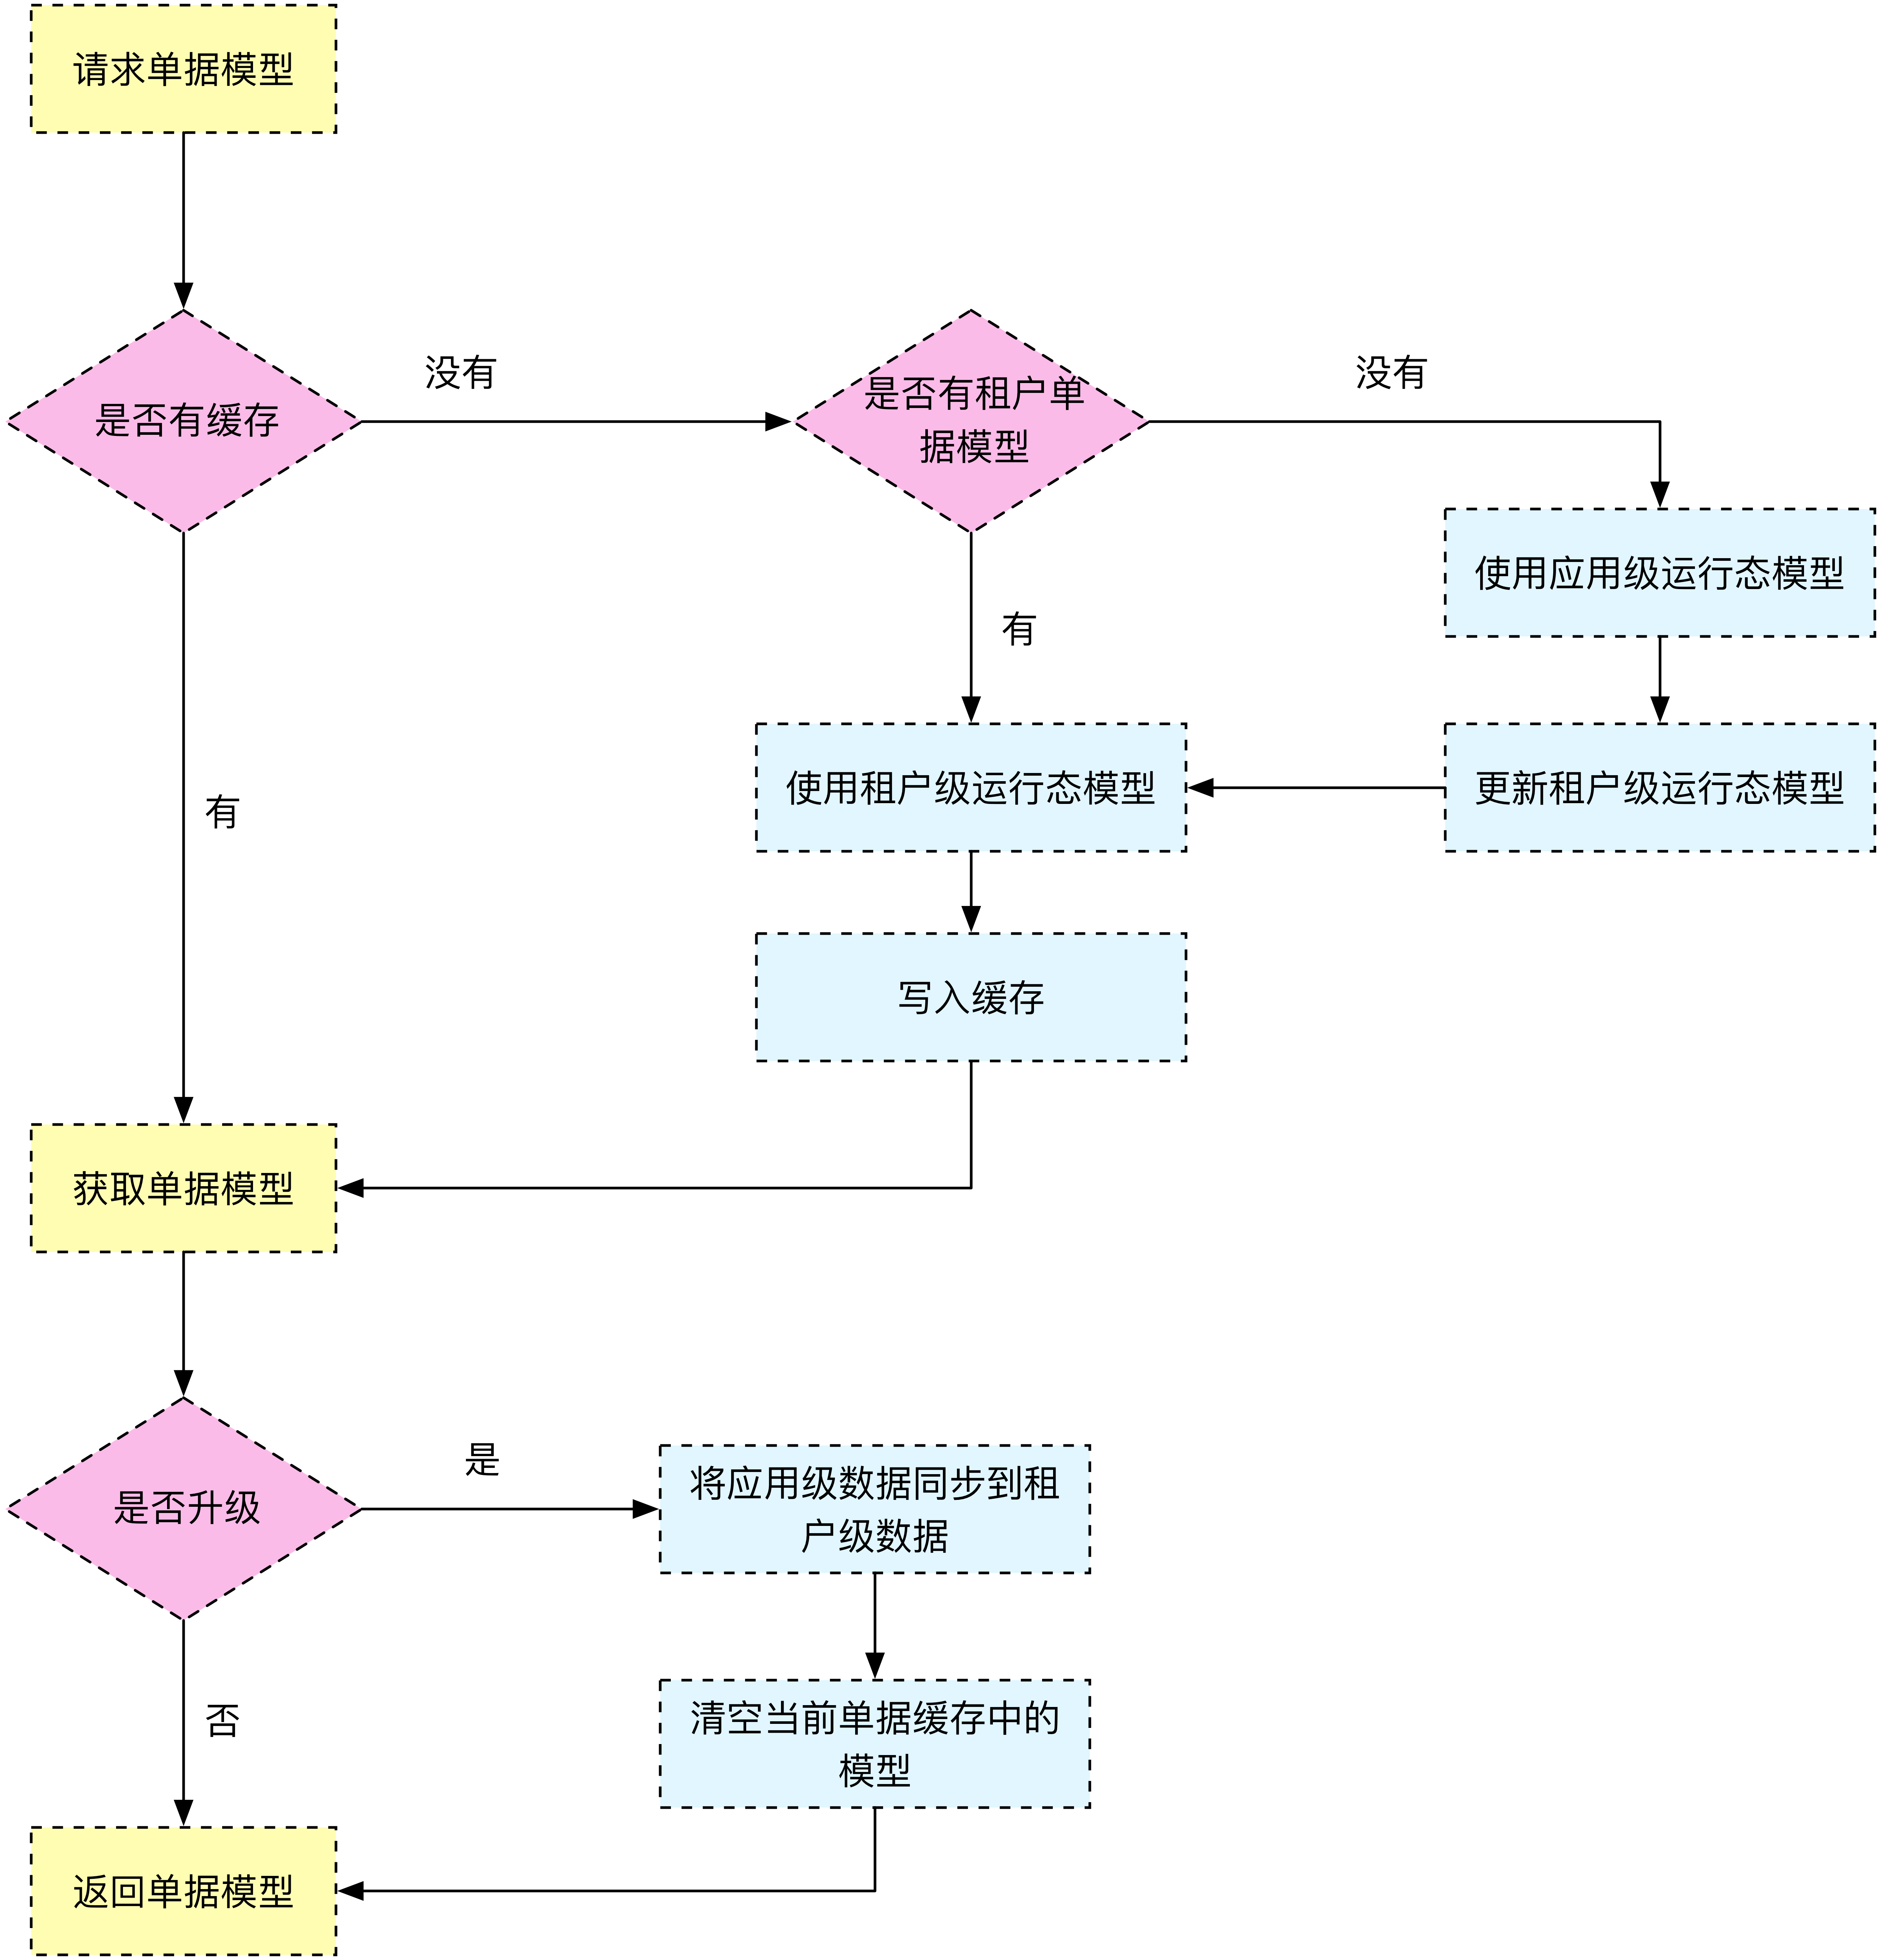 请求单据模型
没有
没有
是否有缓存
是否有租户单
据模型
使用应用级运行态模型
有
使用租户级运行态模型
更新租户级运行态模型
有
写入缓存
获取单据模型
是
是否升级
将应用级数据同步到租
户级数据
否
清空当前单据缓存中的
模型
返回单据模型